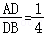 AD/DB = 1/4